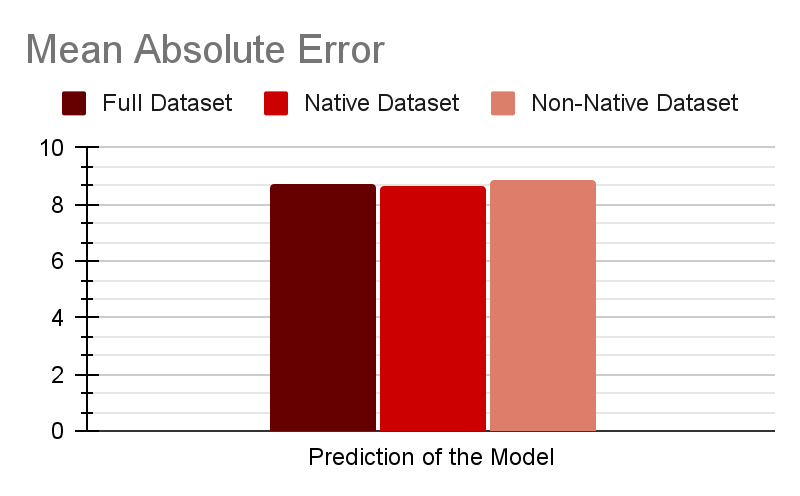 Mean Absolute Error
Full Dataset Native Dataset Non-Native Dataset
10
8
6
4
2
0
Prediction of the Model